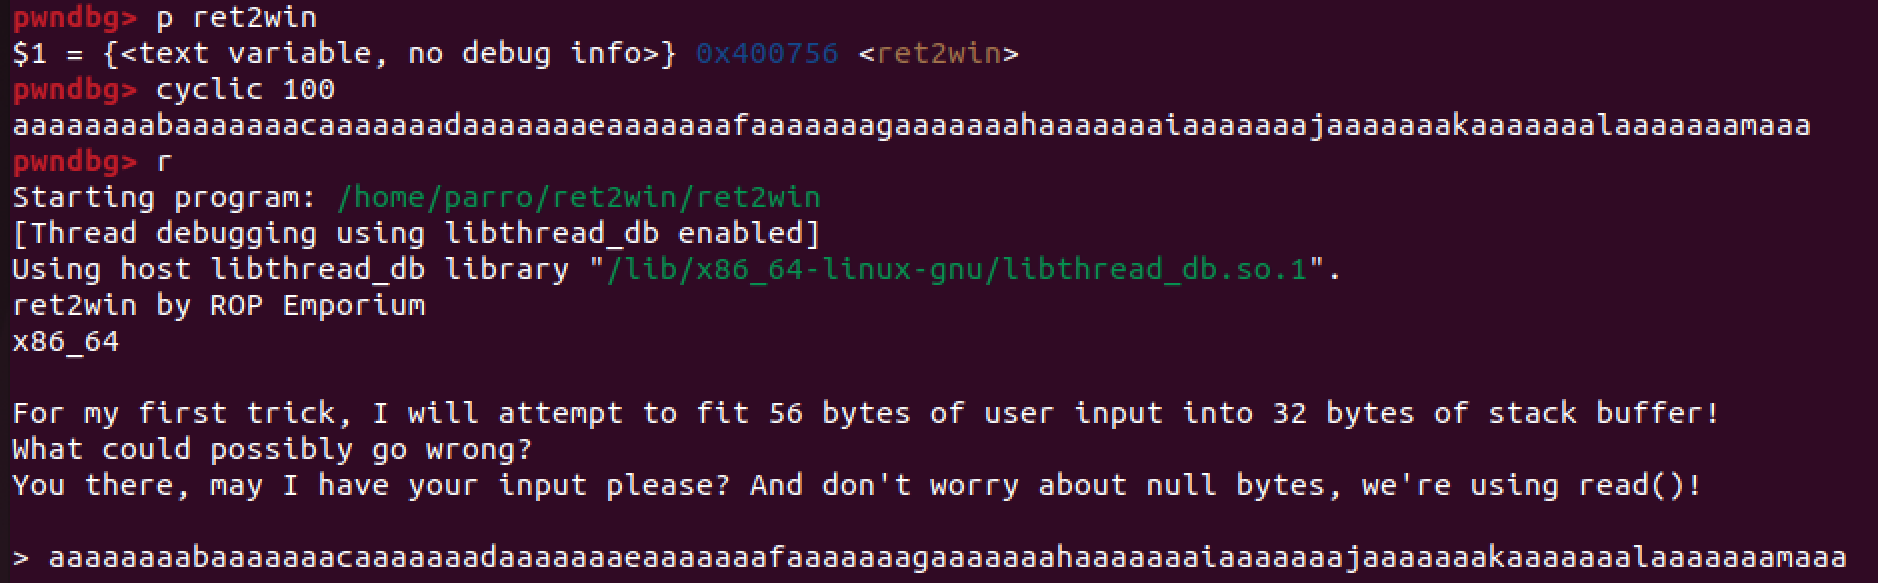 pwndbg> p ret2win
$1 = {<text variable, no debug info>} 0x400756 <ret2win>
pwndbg> cyclic 100
aaaaaaaabaaaaaaacaaaaaaadaaaaaaaeaaaaaaafaaaaaaagaaaaaaahaaaaaaaiaaaaaaajaaaaaaakaaaaaaalaaaaaaamaaa
pwndbg> r
Starting program: /home/parro/ret2win/ret2win
[Thread debugging using libthread_db enabled]
Using host libthread_db library "/lib/x86_64-linux-gnu/libthread_db.so.1".
ret2win by ROP Emporium
x86_64
For my first trick, I will attempt to fit 56 bytes of user input into 32 bytes of stack buffer!
What could possibly go wrong?
You there, may I have your input please? And don't worry about null bytes, we're using read()!
> aaaaaaaabaaaaaaacaaaaaaadaaaaaaaeaaaaaaafaaaaaaagaaaaaaahaaaaaaaiaaaaaaajaaaaaaakaaaaaaalaaaaaaamaaa